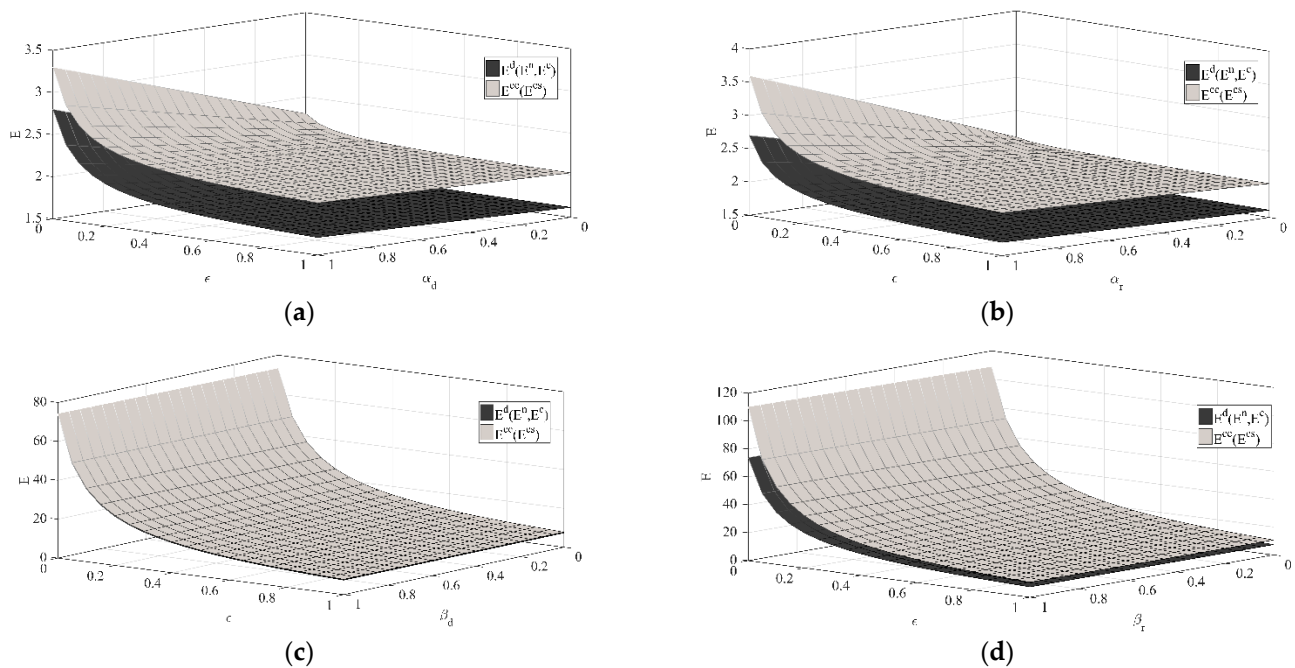 3.5
3
2.5
2
1.5
E
0
0.2
0.4
0.6
0.8
1
ϵ
1
0.8
0.6
0.4
0.2
0
α_d
E^d(E^n,E^c)
E^cc(E^cs)
(a)
4
3.5
3
2.5
2
1.5
E
0
0.2
0.4
0.6
0.8
1
ϵ
1
0.8
0.6
0.4
0.2
0
α_r
E^d(E^n,E^c)
E^cc(E^cs)
(b)
80
60
40
20
0
E
0
0.2
0.4
0.6
0.8
1
ϵ
1
0.8
0.6
0.4
0.2
0
β_d
E^d(E^n,E^c)
E^cc(E^cs)
(c)
120
100
80
60
40
20
0
E
0
0.2
0.4
0.6
0.8
1
ϵ
1
0.8
0.6
0.4
0.2
0
β_r
E^d(E^n,E^c)
E^cc(E^cs)
(d)